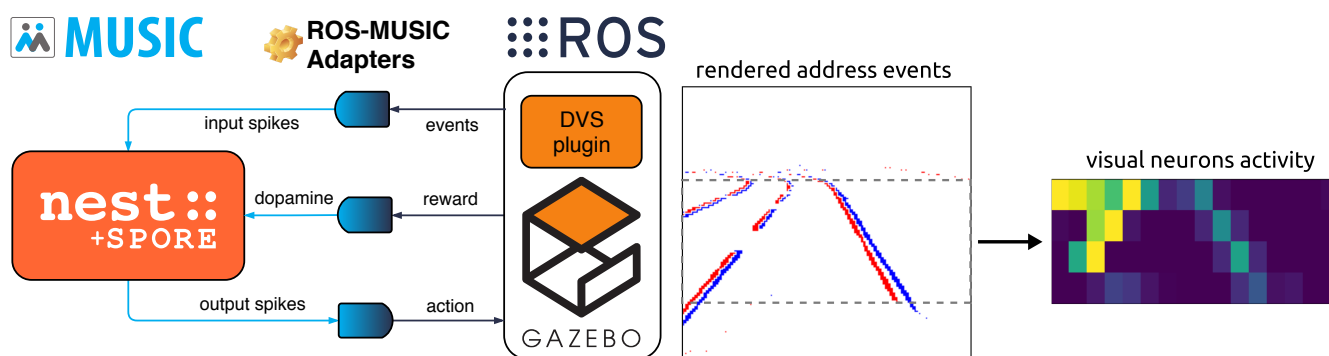 MUSIC
ROS-MUSIC
Adapters
ROS
input spikes
events
DVS
plugin
nest::
+SPORE
dopamine
reward
output spikes
action
GAZEBO
rendered address events
visual neurons activity